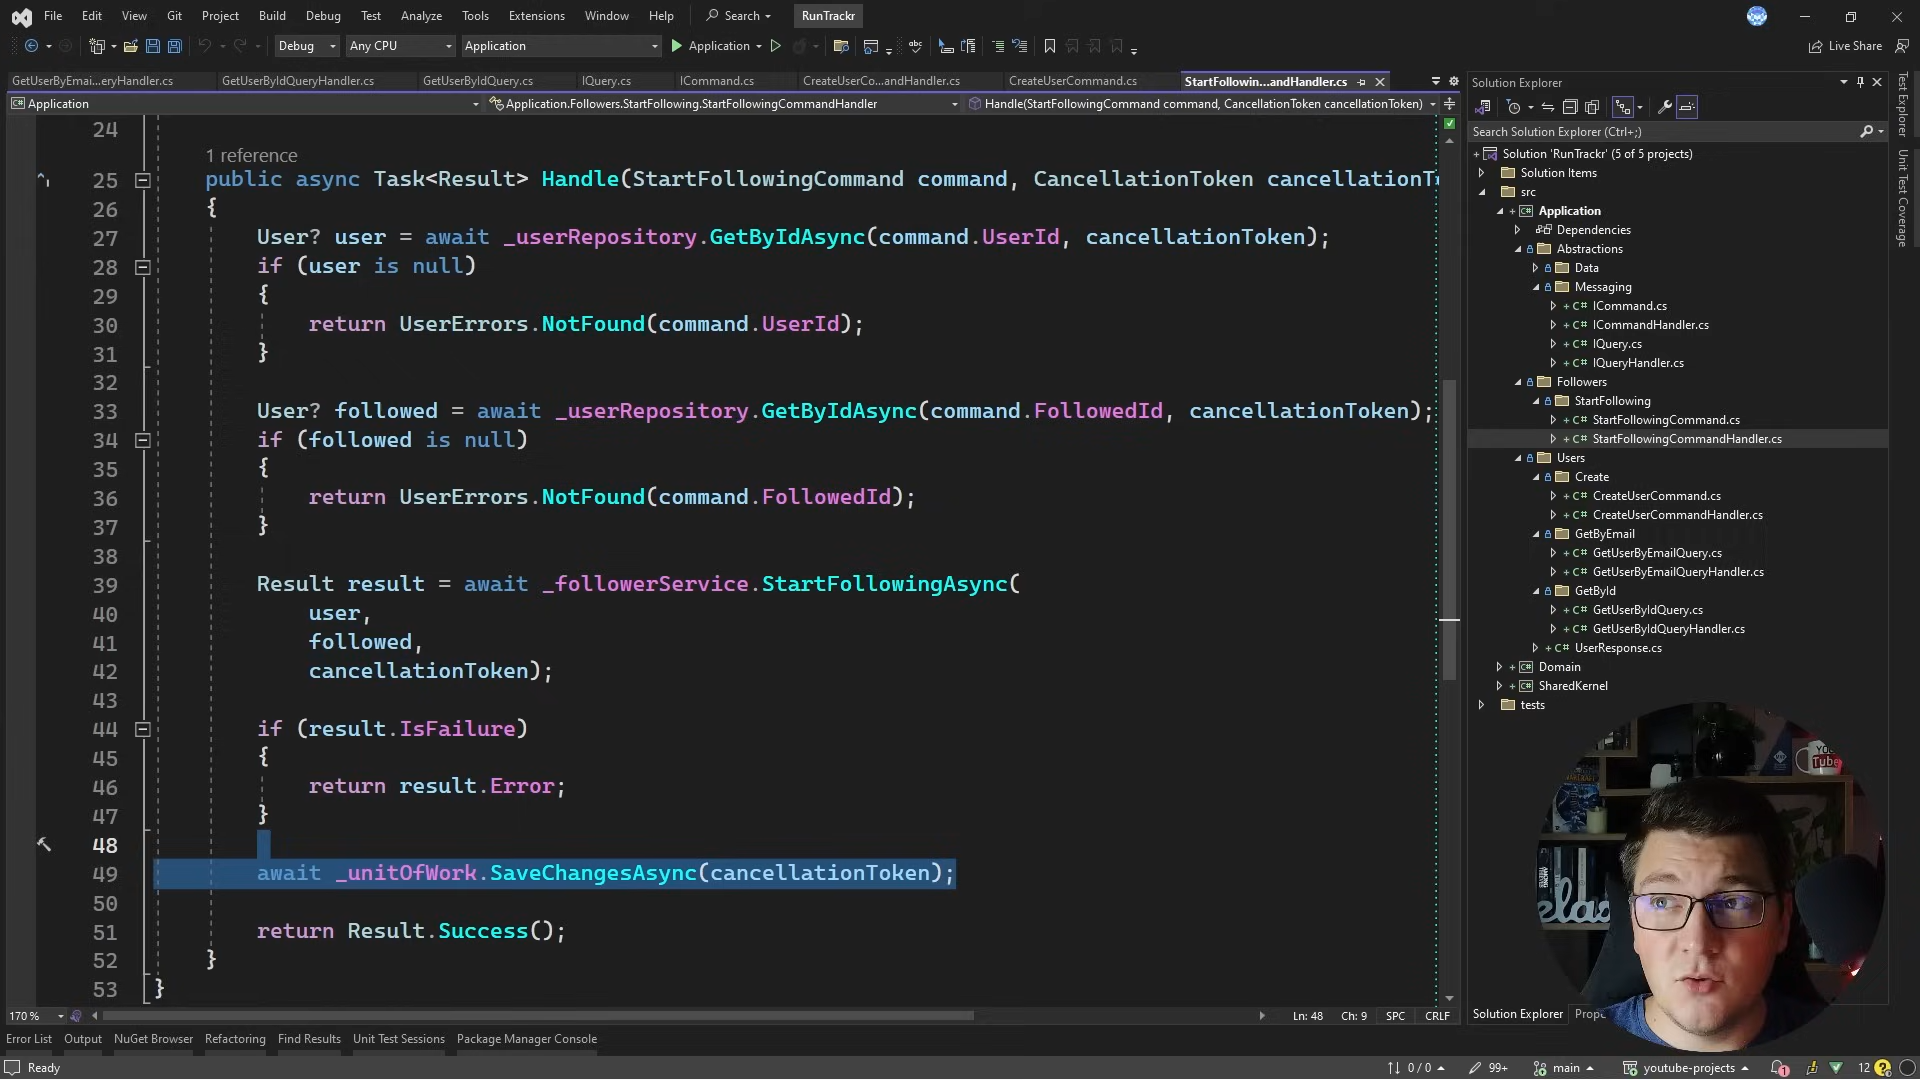 File Edit View Git Project Build Debug Test Analyze Tools Extensions Window Help Search RunTrackr
Debug Any CPU Application Application Live Share
GetUserByEmai...eryHandler.cs GetUserByIdQueryHandler.cs GetUserByIdQuery.cs IQuery.cs ICommand.cs CreateUserCo...andHandler.cs CreateUserCommand.cs StartFollowin...andHandler.cs
Application Application.Followers.StartFollowing.StartFollowingCommandHandler Handle(StartFollowingCommand command, CancellationToken cancellationToken)
24
1 reference
25 public async Task<Result> Handle(StartFollowingCommand command, CancellationToken cancellationT
26 {
27 User? user = await _userRepository.GetByIdAsync(command.UserId, cancellationToken);
28 if (user is null)
29 {
30 return UserErrors.NotFound(command.UserId);
31 }
32
33 User? followed = await _userRepository.GetByIdAsync(command.FollowedId, cancellationToken);
34 if (followed is null)
35 {
36 return UserErrors.NotFound(command.FollowedId);
37 }
38
39 Result result = await _followerService.StartFollowingAsync(
40 user,
41 followed,
42 cancellationToken);
43
44 if (result.IsFailure)
45 {
46 return result.Error;
47 }
48
49 await _unitOfWork.SaveChangesAsync(cancellationToken);
50
51 return Result.Success();
52 }
53 }
170 % Ln: 48 Ch: 9 SPC CRLF
Solution Explorer
Search Solution Explorer (Ctrl+;)
Solution 'RunTrackr' (5 of 5 projects)
Solution Items
src
Application
Dependencies
Abstractions
Data
Messaging
ICommand.cs
ICommandHandler.cs
IQuery.cs
IQueryHandler.cs
Followers
StartFollowing
StartFollowingCommand.cs
StartFollowingCommandHandler.cs
Users
Create
CreateUserCommand.cs
CreateUserCommandHandler.cs
GetByEmail
GetUserByEmailQuery.cs
GetUserByEmailQueryHandler.cs
GetById
GetUserByIdQuery.cs
GetUserByIdQueryHandler.cs
UserResponse.cs
Domain
SharedKernel
tests
Solution Explorer Prop
Test Explorer
Unit Test Coverage
YOU
Tube
elax
Error List Output NuGet Browser Refactoring Find Results Unit Test Sessions Package Manager Console
Ready 0 / 0 99+ main youtube-projects 1 12